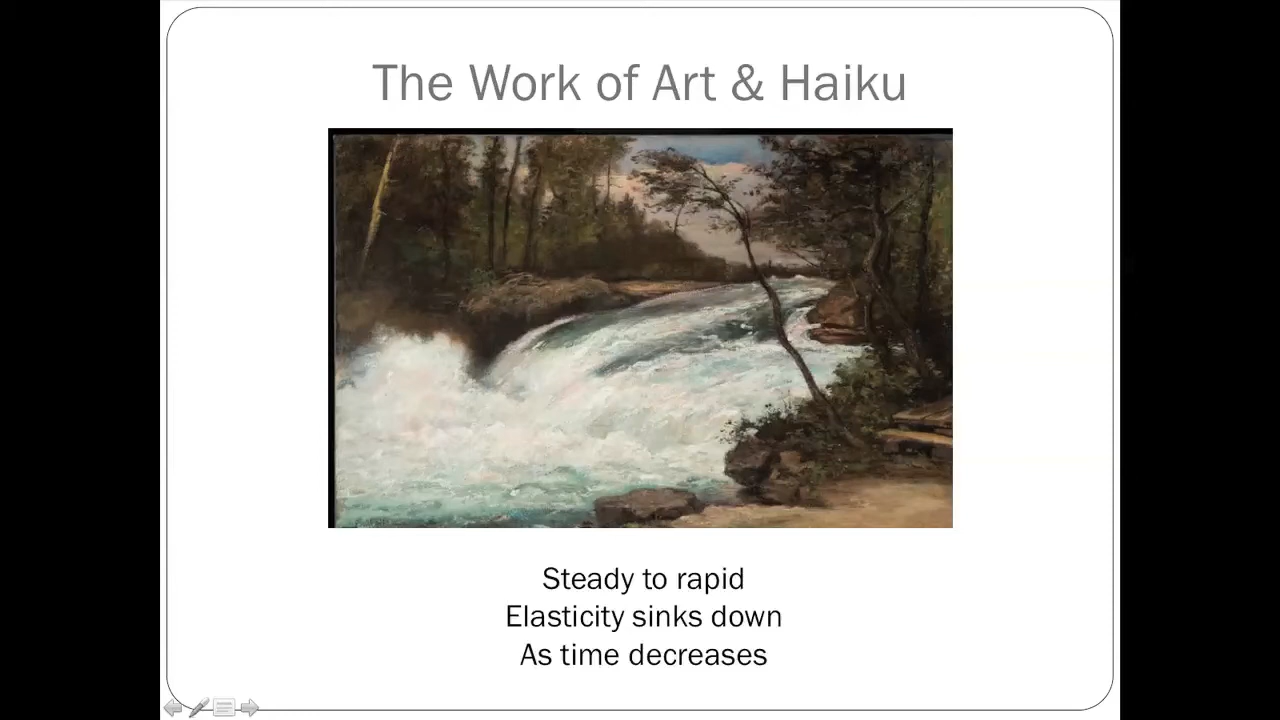 The Work of Art & Haiku
Steady to rapid
Elasticity sinks down
As time decreases